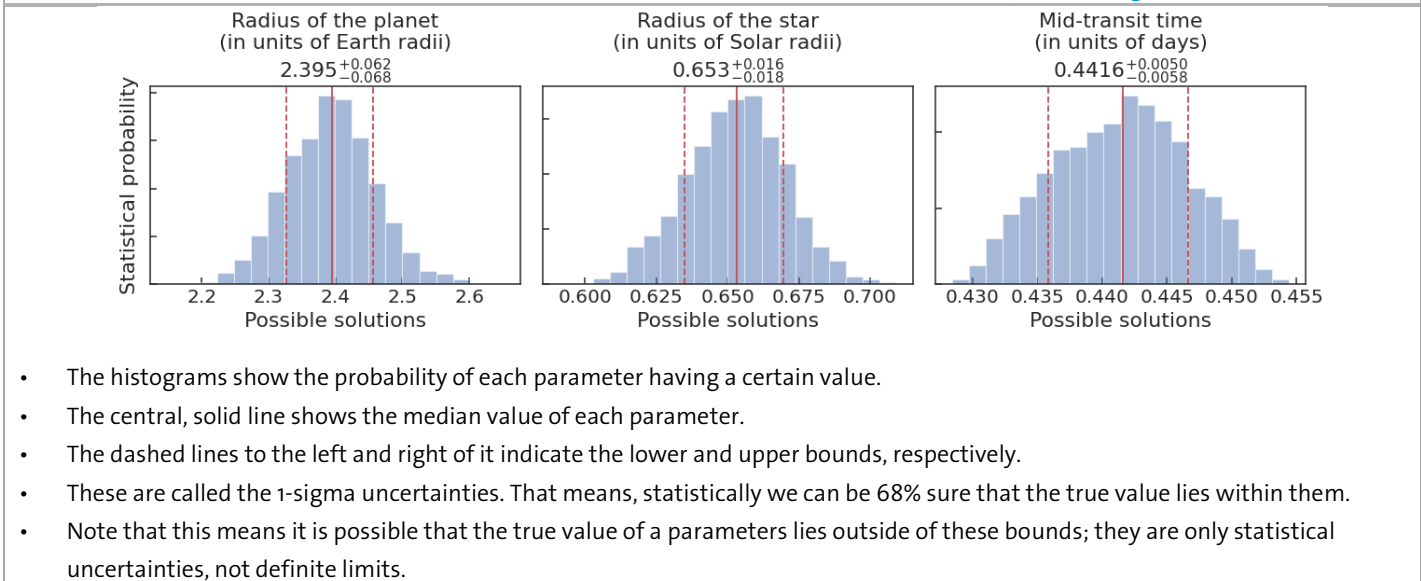 Radius of the planet
(in units of Earth radii)
2.395+0.062−0.068
Radius of the star
(in units of Solar radii)
0.653+0.016−0.018
Mid-transit time
(in units of days)
0.4416+0.0050−0.0058
Statistical probability
2.2 2.3 2.4 2.5 2.6
Possible solutions
0.600 0.625 0.650 0.675 0.700
Possible solutions
0.430 0.435 0.440 0.445 0.450 0.455
Possible solutions
• The histograms show the probability of each parameter having a certain value.
• The central, solid line shows the median value of each parameter.
• The dashed lines to the left and right of it indicate the lower and upper bounds, respectively.
• These are called the 1-sigma uncertainties. That means, statistically we can be 68% sure that the true value lies within them.
• Note that this means it is possible that the true value of a parameters lies outside of these bounds; they are only statistical
uncertainties, not definite limits.